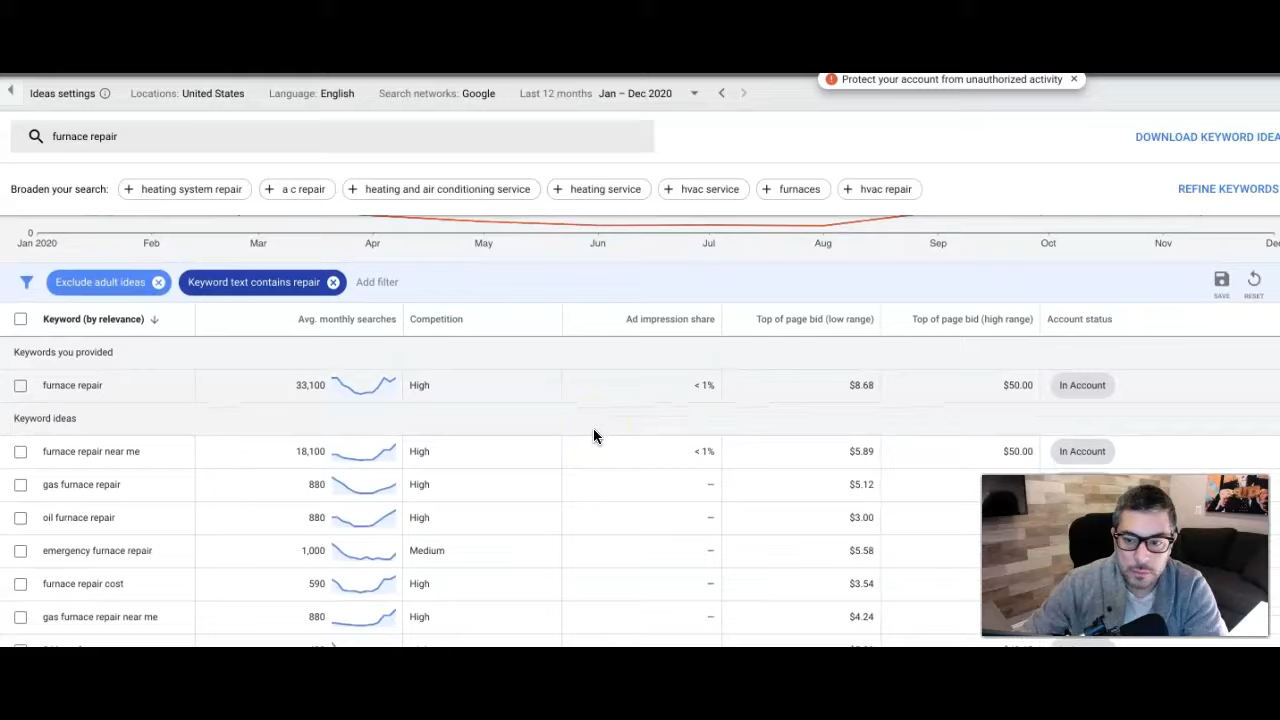 Protect your account from unauthorized activity
Ideas settings Locations: United States Language: English Search networks: Google Last 12 months Jan – Dec 2020
furnace repair
DOWNLOAD KEYWORD IDEA
Broaden your search: + heating system repair + a c repair + heating and air conditioning service + heating service + hvac service + furnaces + hvac repair
REFINE KEYWORDS
0
Jan 2020 Feb Mar Apr May Jun Jul Aug Sep Oct Nov De
Exclude adult ideas Keyword text contains repair Add filter
SAVE RESET
Keyword (by relevance) Avg. monthly searches Competition Ad impression share Top of page bid (low range) Top of page bid (high range) Account status
Keywords you provided
furnace repair 33,100 High < 1% $8.68 $50.00 In Account
Keyword ideas
furnace repair near me 18,100 High < 1% $5.89 $50.00 In Account
gas furnace repair 880 High – $5.12
oil furnace repair 880 High – $3.00
emergency furnace repair 1,000 Medium – $5.58
furnace repair cost 590 High – $3.54
gas furnace repair near me 880 High – $4.24